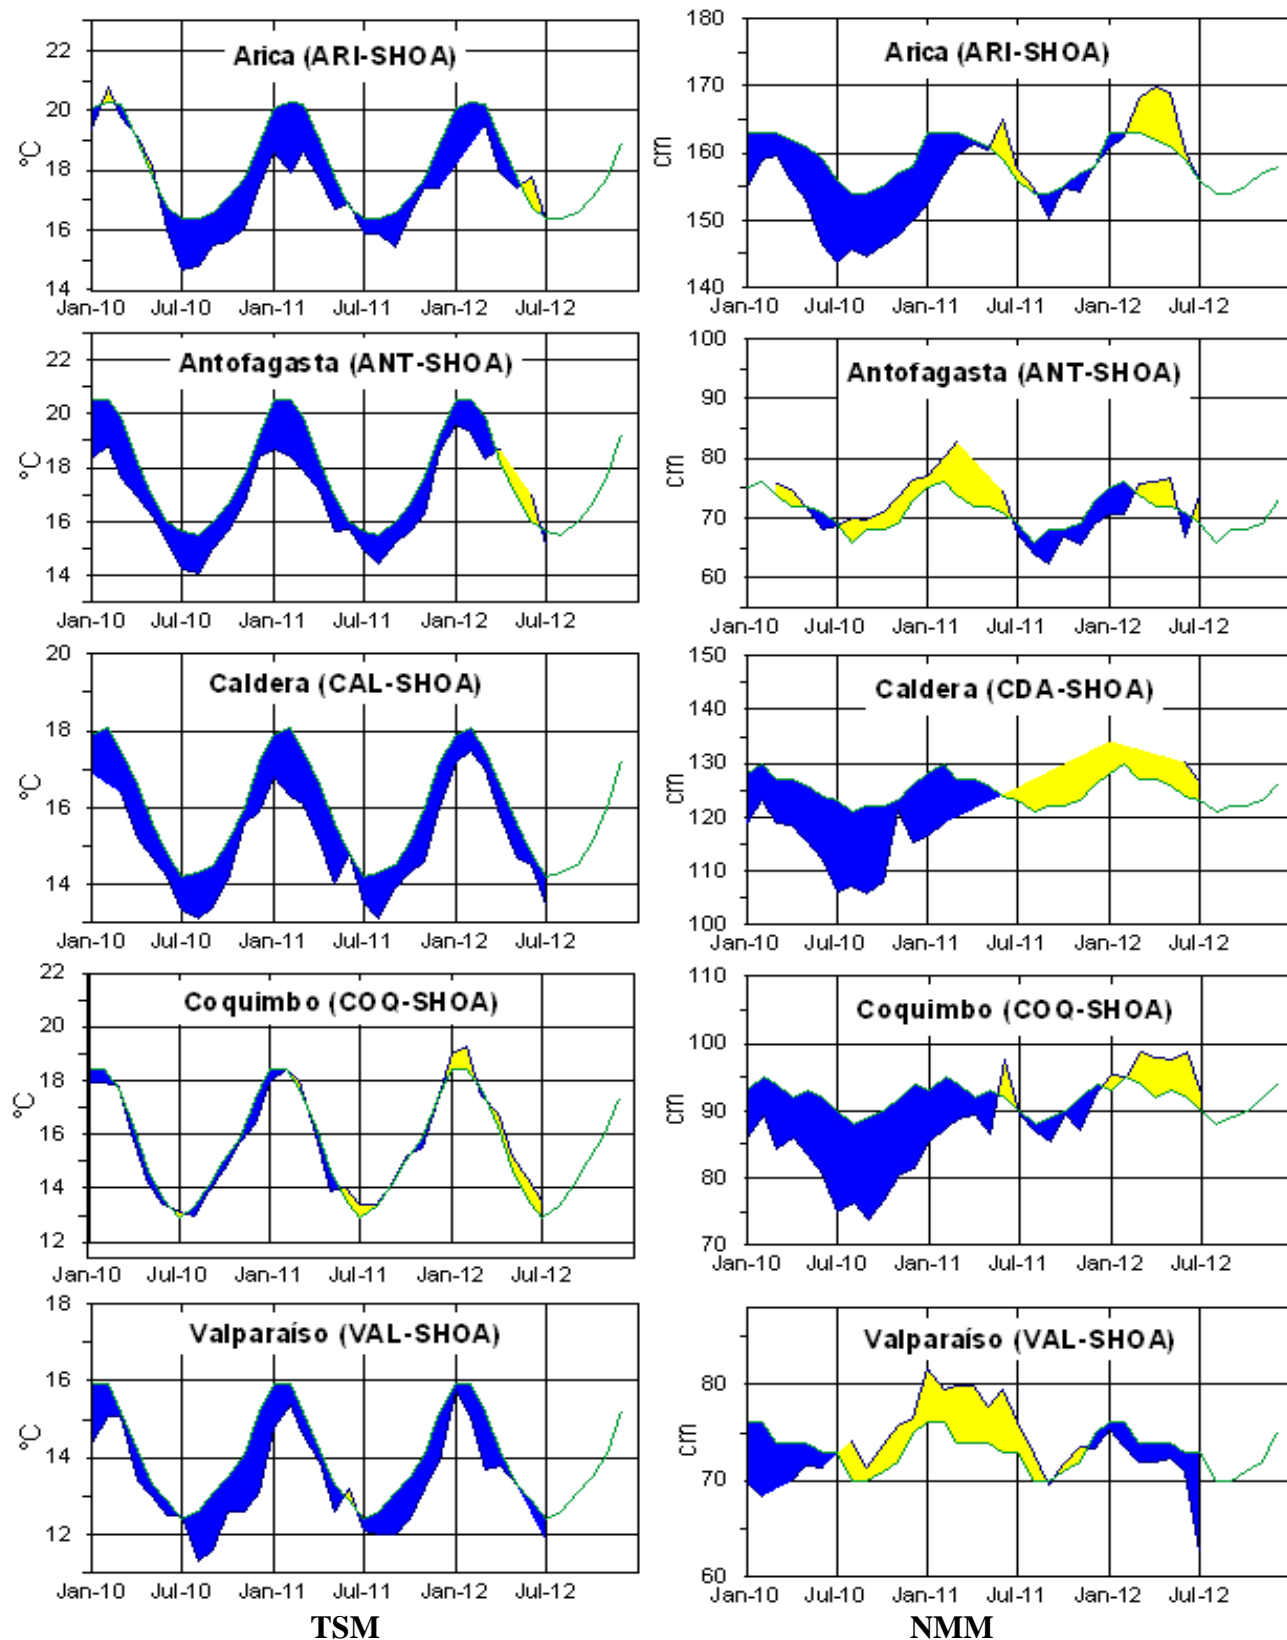 Arica (ARI-SHOA)
°C
22
20
18
16
14
Jan-10 Jul-10 Jan-11 Jul-11 Jan-12 Jul-12
Arica (ARI-SHOA)
cm
180
170
160
150
140
Jan-10 Jul-10 Jan-11 Jul-11 Jan-12 Jul-12
Antofagasta (ANT-SHOA)
°C
22
20
18
16
14
Jan-10 Jul-10 Jan-11 Jul-11 Jan-12 Jul-12
Antofagasta (ANT-SHOA)
cm
100
90
80
70
60
Jan-10 Jul-10 Jan-11 Jul-11 Jan-12 Jul-12
Caldera (CAL-SHOA)
°C
20
18
16
14
Jan-10 Jul-10 Jan-11 Jul-11 Jan-12 Jul-12
Caldera (CDA-SHOA)
cm
150
140
130
120
110
100
Jan-10 Jul-10 Jan-11 Jul-11 Jan-12 Jul-12
Coquimbo (COQ-SHOA)
°C
22
20
18
16
14
12
Jan-10 Jul-10 Jan-11 Jul-11 Jan-12 Jul-12
Coquimbo (COQ-SHOA)
cm
110
100
90
80
70
Jan-10 Jul-10 Jan-11 Jul-11 Jan-12 Jul-12
Valparaíso (VAL-SHOA)
°C
18
16
14
12
Jan-10 Jul-10 Jan-11 Jul-11 Jan-12 Jul-12
Valparaíso (VAL-SHOA)
cm
80
70
60
Jan-10 Jul-10 Jan-11 Jul-11 Jan-12 Jul-12
TSM
NMM